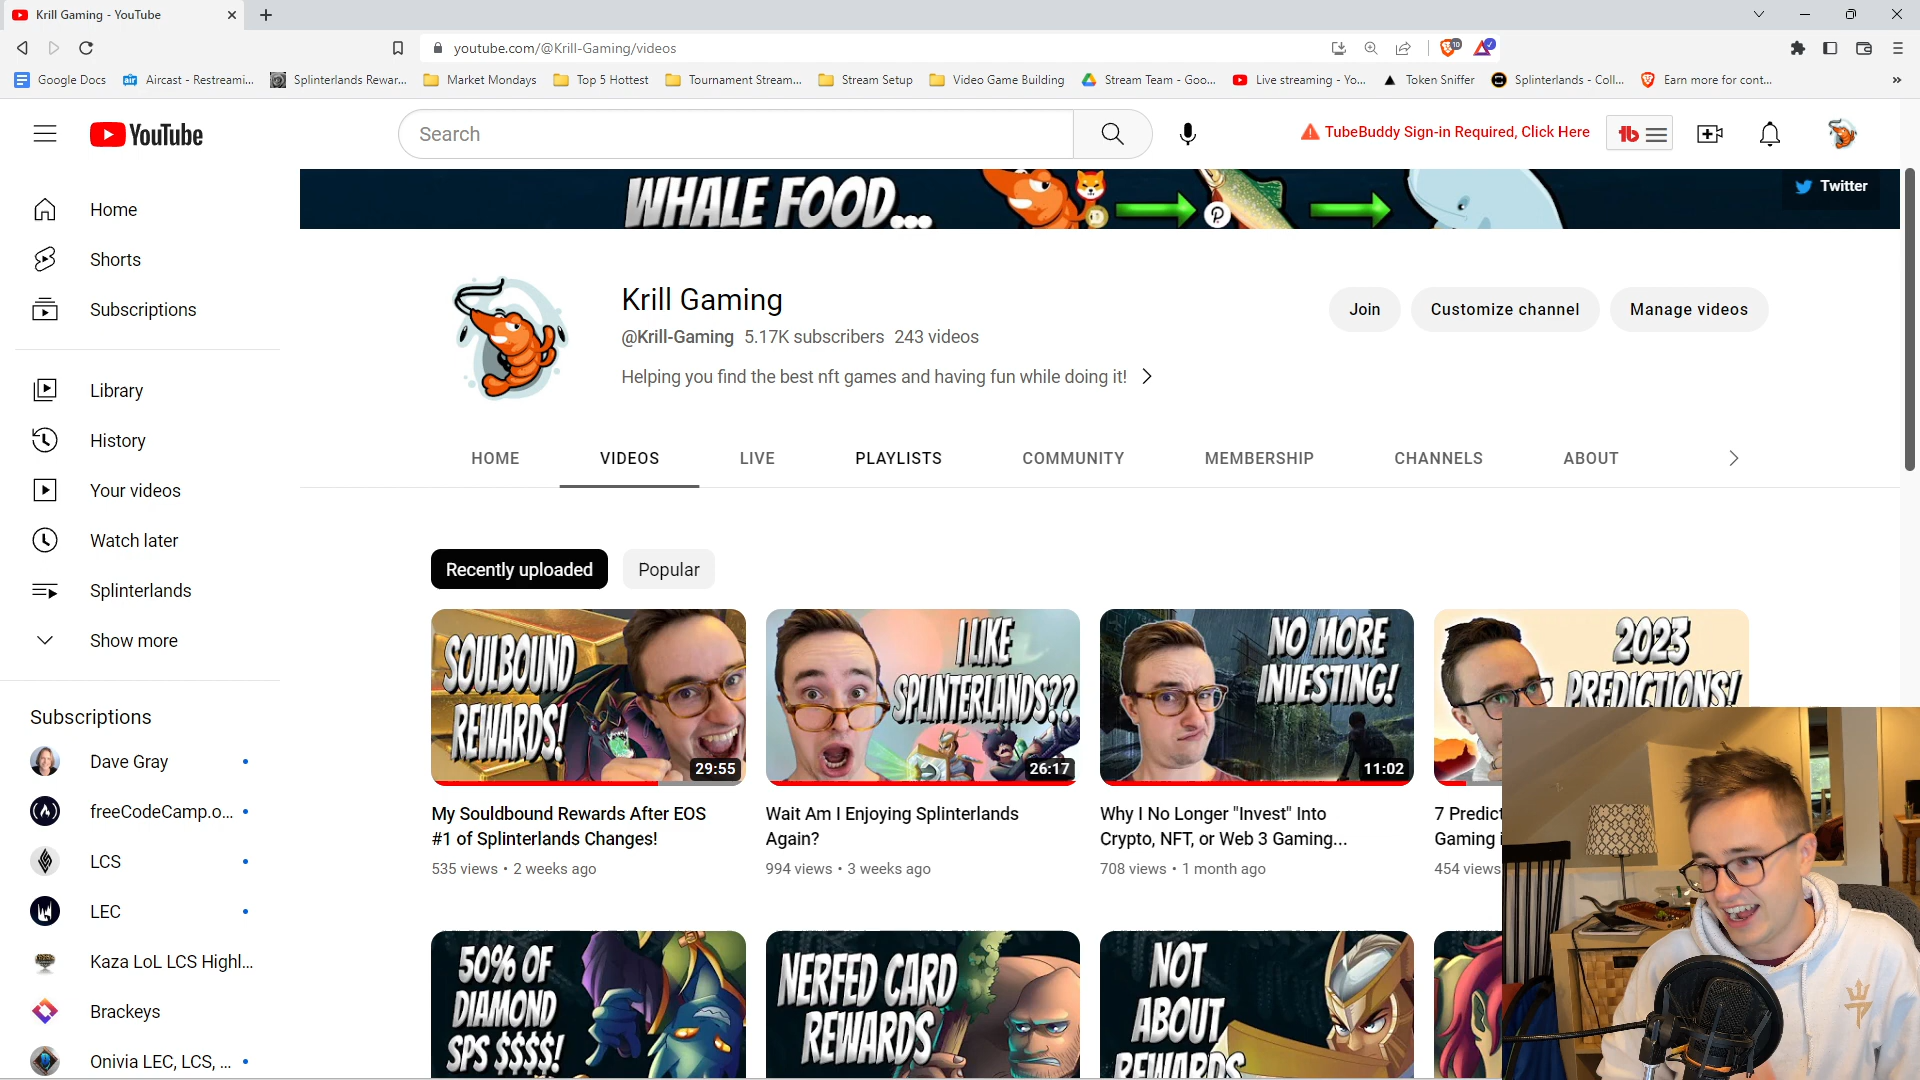 Krill Gaming - YouTube
youtube.com/@Krill-Gaming/videos
10
Google Docs
air
Aircast - Restreami...
Splinterlands Rewar...
Market Mondays
Top 5 Hottest
Tournament Stream...
Stream Setup
Video Game Building
Stream Team - Goo...
Live streaming - Yo...
Token Sniffer
Splinterlands - Coll...
Earn more for cont...
YouTube
Search
TubeBuddy Sign-in Required, Click Here
tb
WHALE FOOD...
Twitter
Home
Shorts
Subscriptions
Library
History
Your videos
Watch later
Splinterlands
Show more
Subscriptions
Dave Gray
freeCodeCamp.o...
LCS
LEC
Kaza LoL LCS Highl...
Brackeys
Onivia LEC, LCS, ...
Krill Gaming
@Krill-Gaming 5.17K subscribers 243 videos
Helping you find the best nft games and having fun while doing it!
Join
Customize channel
Manage videos
HOME
VIDEOS
LIVE
PLAYLISTS
COMMUNITY
MEMBERSHIP
CHANNELS
ABOUT
Recently uploaded
Popular
SOULBOUND
REWARDS!
29:55
My Souldbound Rewards After EOS
#1 of Splinterlands Changes!
535 views • 2 weeks ago
I LIKE
SPLINTERLANDS??
26:17
Wait Am I Enjoying Splinterlands
Again?
994 views • 3 weeks ago
NO MORE
INVESTING!
11:02
Why I No Longer "Invest" Into
Crypto, NFT, or Web 3 Gaming...
708 views • 1 month ago
2023
PREDICTIONS!
7 Predict
Gaming i
454 views
50% OF
DIAMOND
SPS $$$$!
NERFED CARD
REWARDS
NOT
ABOUT
REWARDS